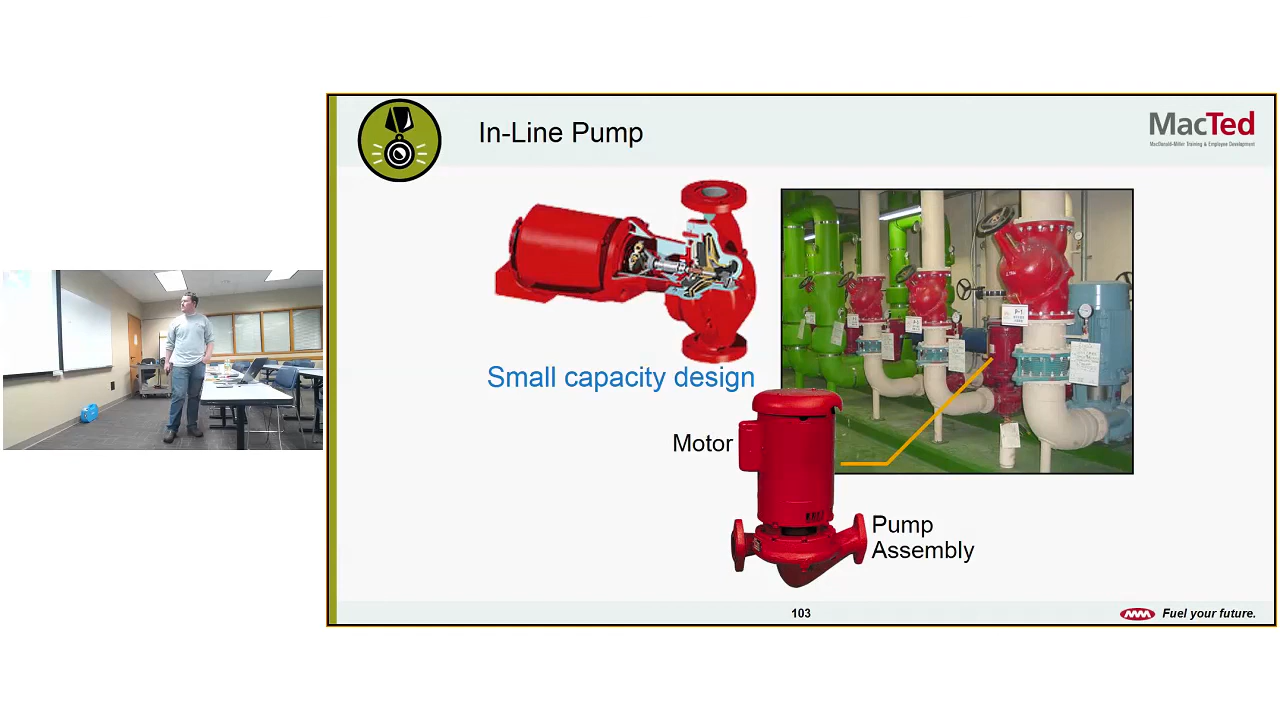 In-Line Pump
MacTed
MacDonald-Miller Training & Employee Development
Small capacity design
Motor
Pump
Assembly
103
Fuel your future.